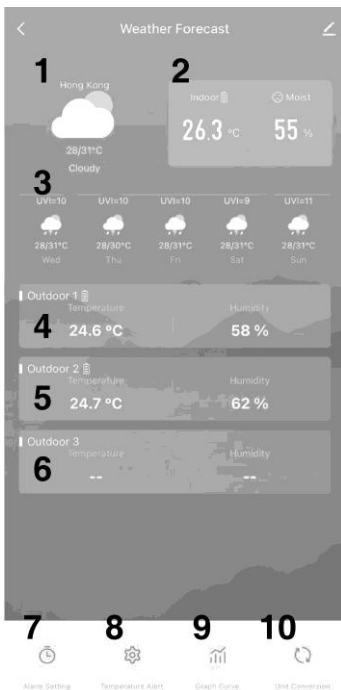 Weather Forecast
1
2
Hong Kong
Indoor
Moist
26.3 °C
55 %
28/31°C
Cloudy
3
UVI=10 UVI=10 UVI=10 UVI=9 UVI=11
28/31°C 28/30°C 28/31°C 28/31°C 28/31°C
Wed Thu Fri Sat Sun
Outdoor 1
Temperature Humidity
4
24.6 °C 58 %
Outdoor 2
Temperature Humidity
5
24.7 °C 62 %
Outdoor 3
Temperature Humidity
6
-- --
7 8 9 10
Alarm Setting Temperature Alert Graph Curve Unit Conversion